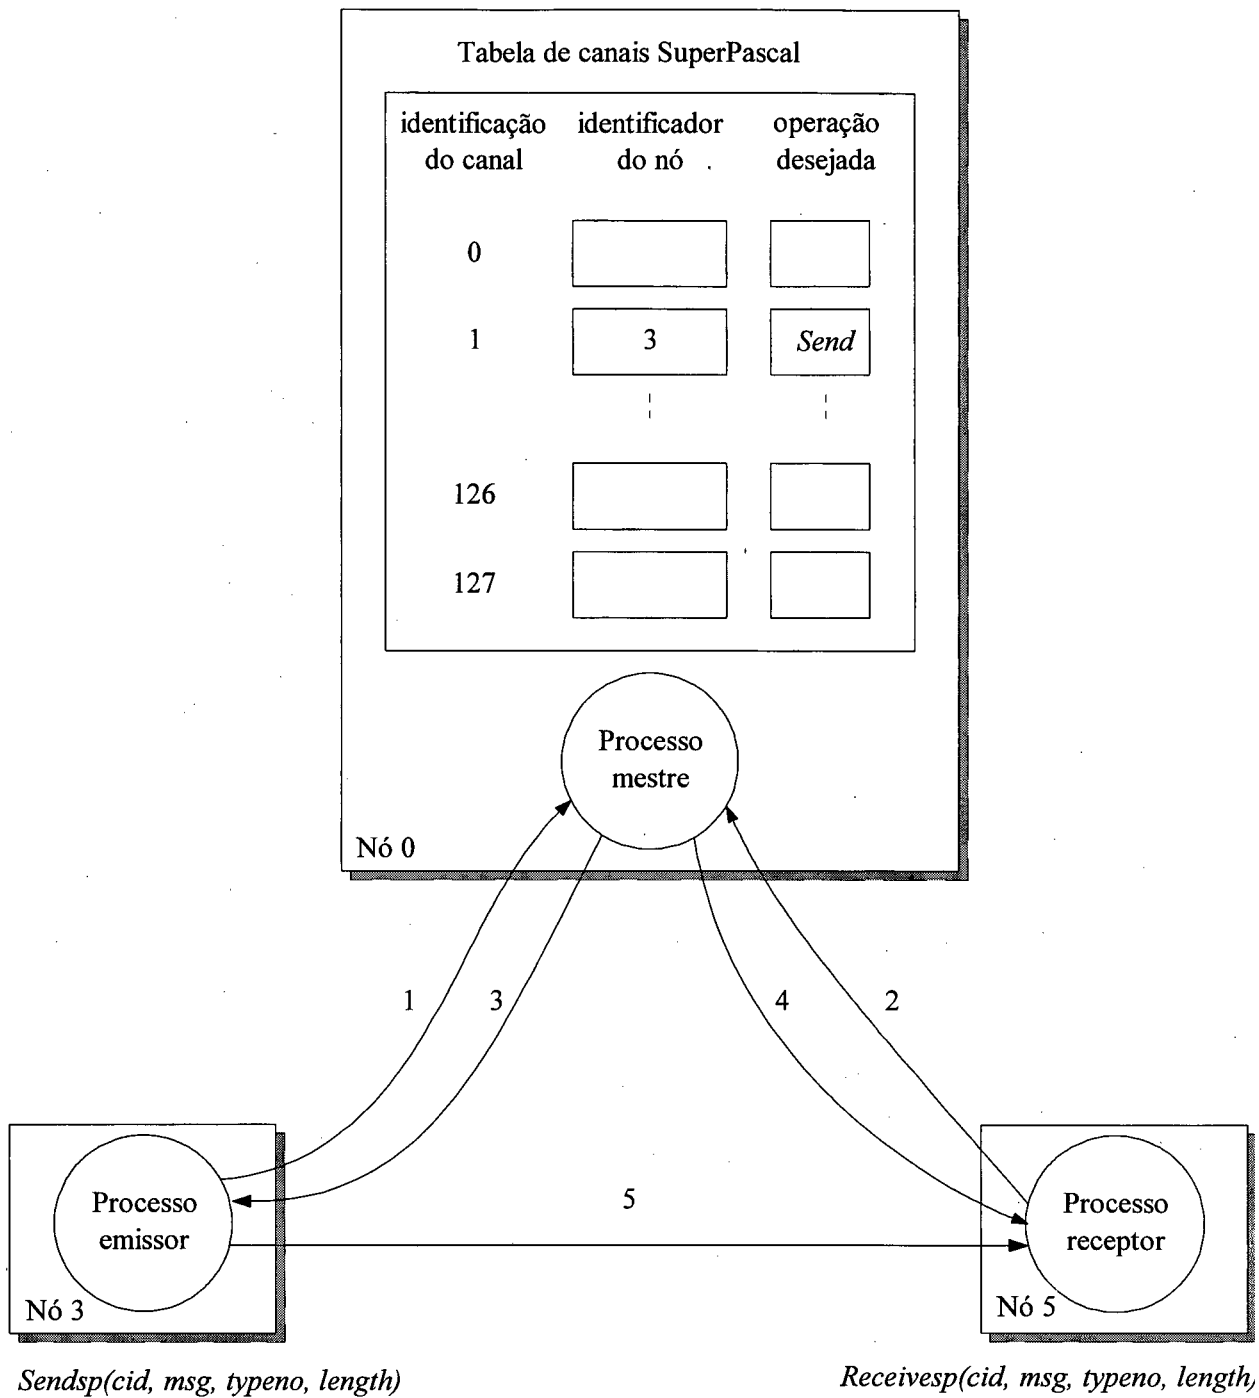 Tabela de canais SuperPascal
identificação identificador operação
do canal do nó desejada
0
1 3 Send
126
127
Processo
mestre
Nó 0
1 3 4 2
5
Processo
emissor
Nó 3
Processo
receptor
Nó 5
Sendsp(cid, msg, typeno, length)
Receivesp(cid, msg, typeno, length)